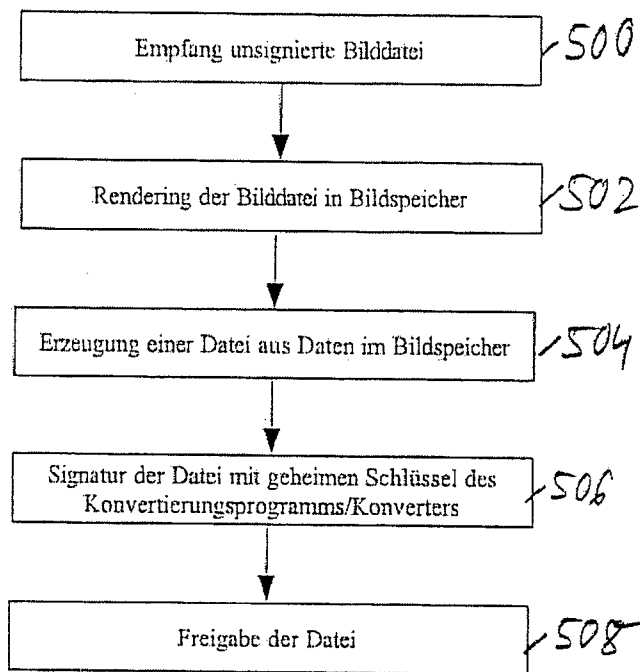 Empfang unsignierte Bilddatei 500
Rendering der Bilddatei in Bildspeicher 502
Erzeugung einer Datei aus Daten im Bildspeicher 504
Signatur der Datei mit geheimen Schlüssel des
Konvertierungsprogramms/Konverters 506
Freigabe der Datei 508